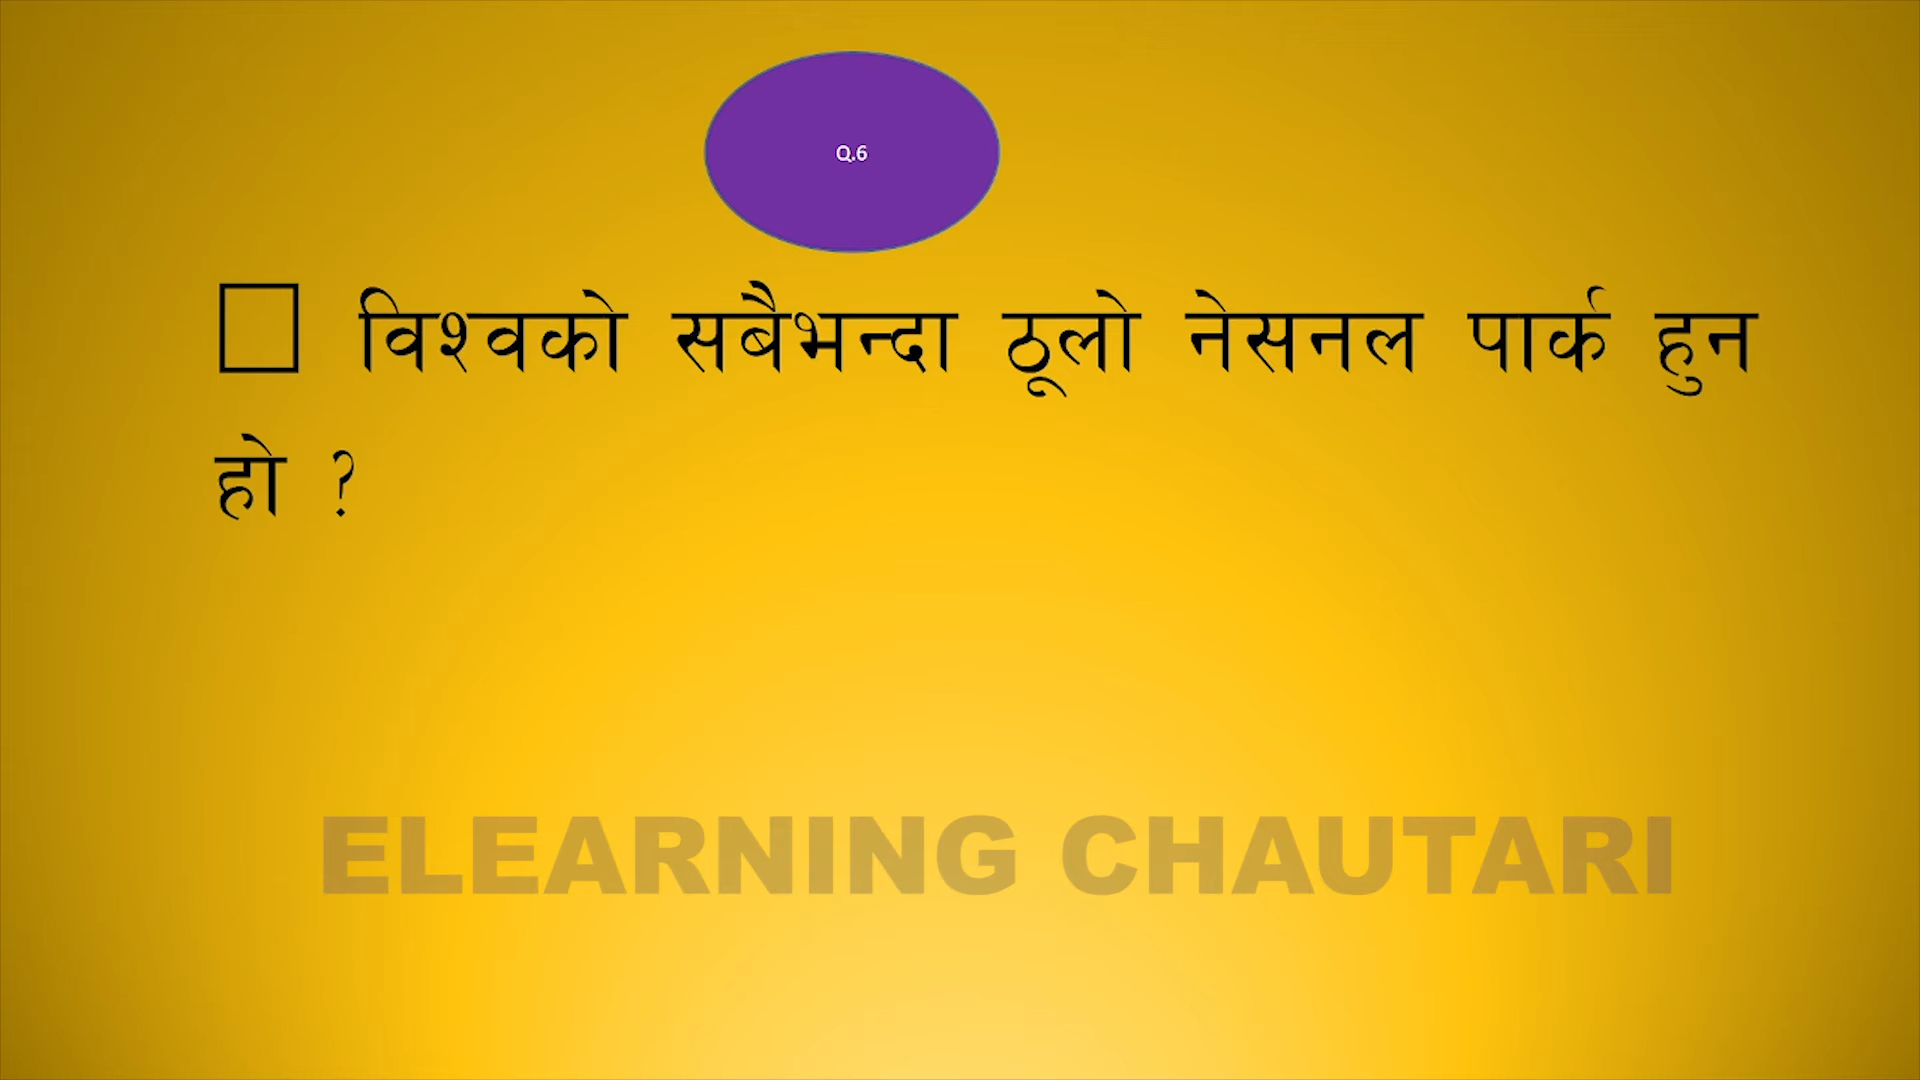 Q.6
□ विश्वको सबैभन्दा ठूलो नेसनल पार्क हुन
हो ?
ELEARNING CHAUTARI